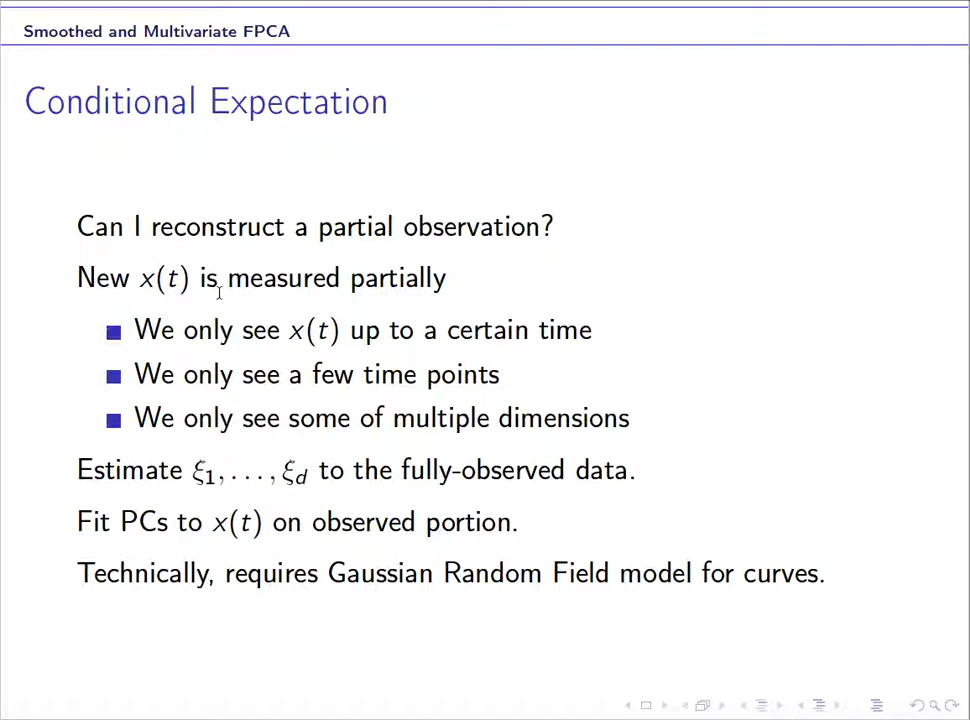 Smoothed and Multivariate FPCA
Conditional Expectation
Can I reconstruct a partial observation?
New x(t) is measured partially
We only see x(t) up to a certain time
We only see a few time points
We only see some of multiple dimensions
Estimate ξ₁, . . . , ξ_d to the fully-observed data.
Fit PCs to x(t) on observed portion.
Technically, requires Gaussian Random Field model for curves.